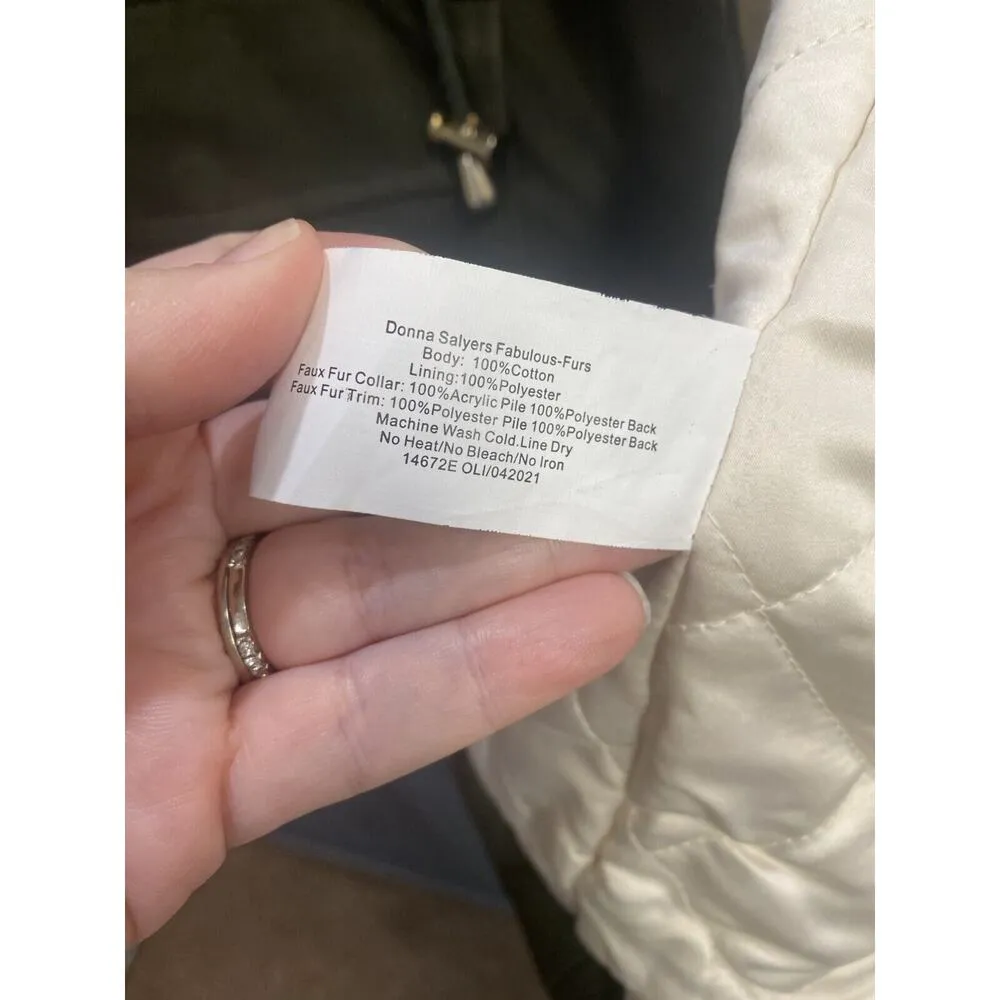 Donna Salyers Fabulous-Furs
Body: 100%Cotton
Lining:100%Polyester
Faux Fur Collar: 100%Acrylic Pile 100%Polyester Back
Faux Fur Trim: 100%Polyester Pile 100%Polyester Back
Machine Wash Cold.Line Dry
No Heat/No Bleach/No Iron
14672E OLI/042021